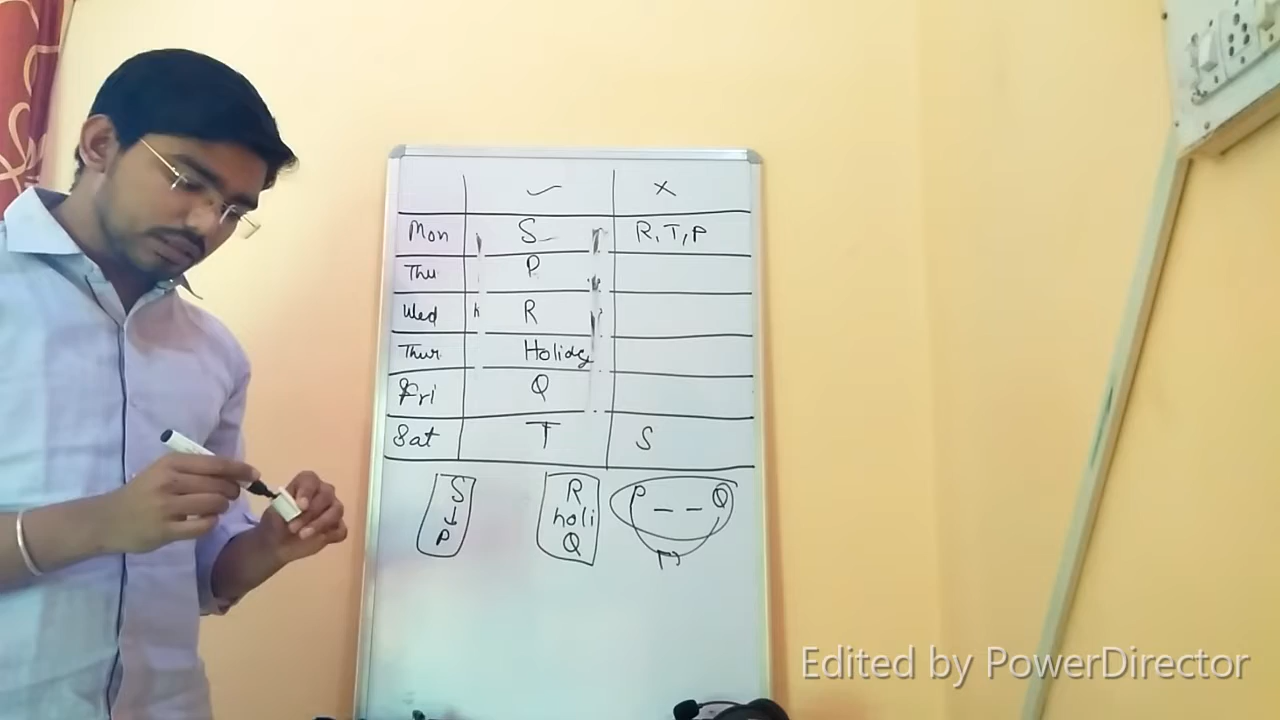 ✓ ×
Mon S R, T, P
Thu P
Wed R
Thur. Holiday
Fri Q
Sat T S
S R P _ _ Q
↓ holi
P Q
Edited by PowerDirector